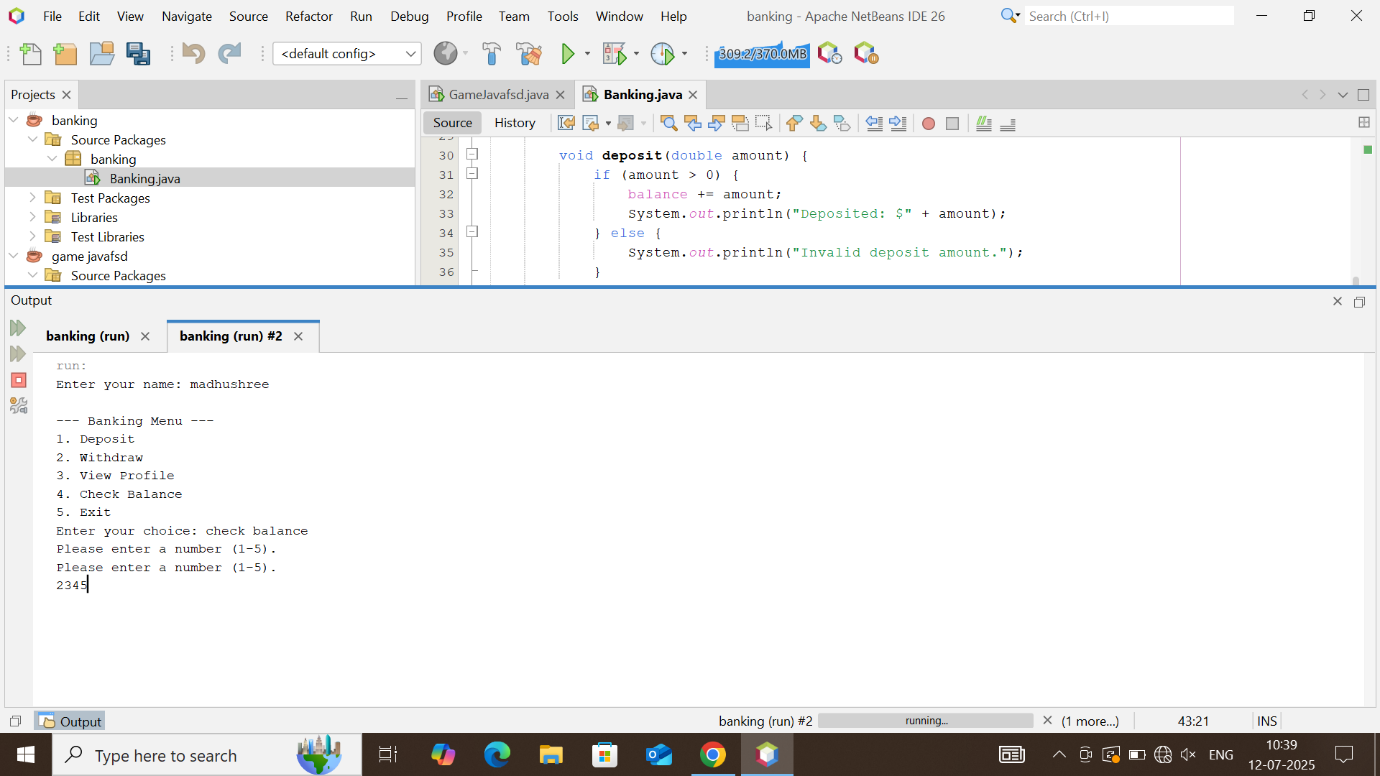 File Edit View Navigate Source Refactor Run Debug Profile Team Tools Window Help banking - Apache NetBeans IDE 26 Search (Ctrl+I)
<default config> 309.2/370.0MB
Projects GameJavafsd.java Banking.java
Source History
banking
Source Packages
banking
Banking.java
Test Packages
Libraries
Test Libraries
game javafsd
Source Packages
30 void deposit(double amount) {
31 if (amount > 0) {
32 balance += amount;
33 System.out.println("Deposited: $" + amount);
34 } else {
35 System.out.println("Invalid deposit amount.");
36 }
Output
banking (run) banking (run) #2
run:
Enter your name: madhushree
--- Banking Menu ---
1. Deposit
2. Withdraw
3. View Profile
4. Check Balance
5. Exit
Enter your choice: check balance
Please enter a number (1-5).
Please enter a number (1-5).
2345
Output banking (run) #2 running... (1 more...) 43:21 INS
Type here to search ENG 10:39
12-07-2025